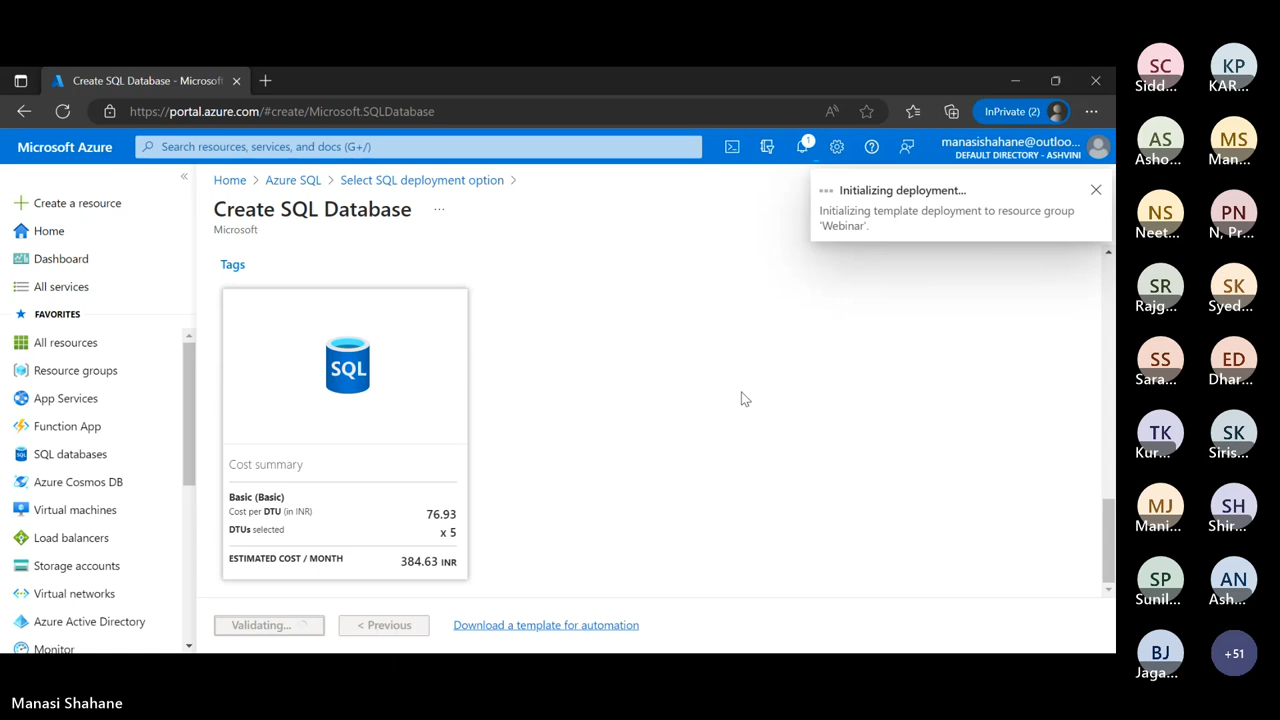 Create SQL Database - Microsoft
https://portal.azure.com/#create/Microsoft.SQLDatabase
InPrivate (2)
Microsoft Azure
Search resources, services, and docs (G+/)
1
manasishahane@outloo...
DEFAULT DIRECTORY - ASHVINI
Create a resource
Home
Dashboard
All services
FAVORITES
All resources
Resource groups
App Services
Function App
SQL databases
Azure Cosmos DB
Virtual machines
Load balancers
Storage accounts
Virtual networks
Azure Active Directory
Monitor
Home > Azure SQL > Select SQL deployment option >
Create SQL Database ...
Microsoft
Initializing deployment...
Initializing template deployment to resource group
'Webinar'.
Tags
SQL
Cost summary
Basic (Basic)
Cost per DTU (in INR) 76.93
DTUs selected x 5
ESTIMATED COST / MONTH 384.63 INR
Validating...
< Previous
Download a template for automation
SC KP
Sidd... KAR...
AS MS
Asho... Man...
NS PN
Neet... N, Pr...
SR SK
Rajg... Syed...
SS ED
Sara... Dhar...
TK SK
Kur... Siris...
MJ SH
Mani... Shir...
SP AN
Sunil... Ash...
BJ +51
Jaga...
Manasi Shahane